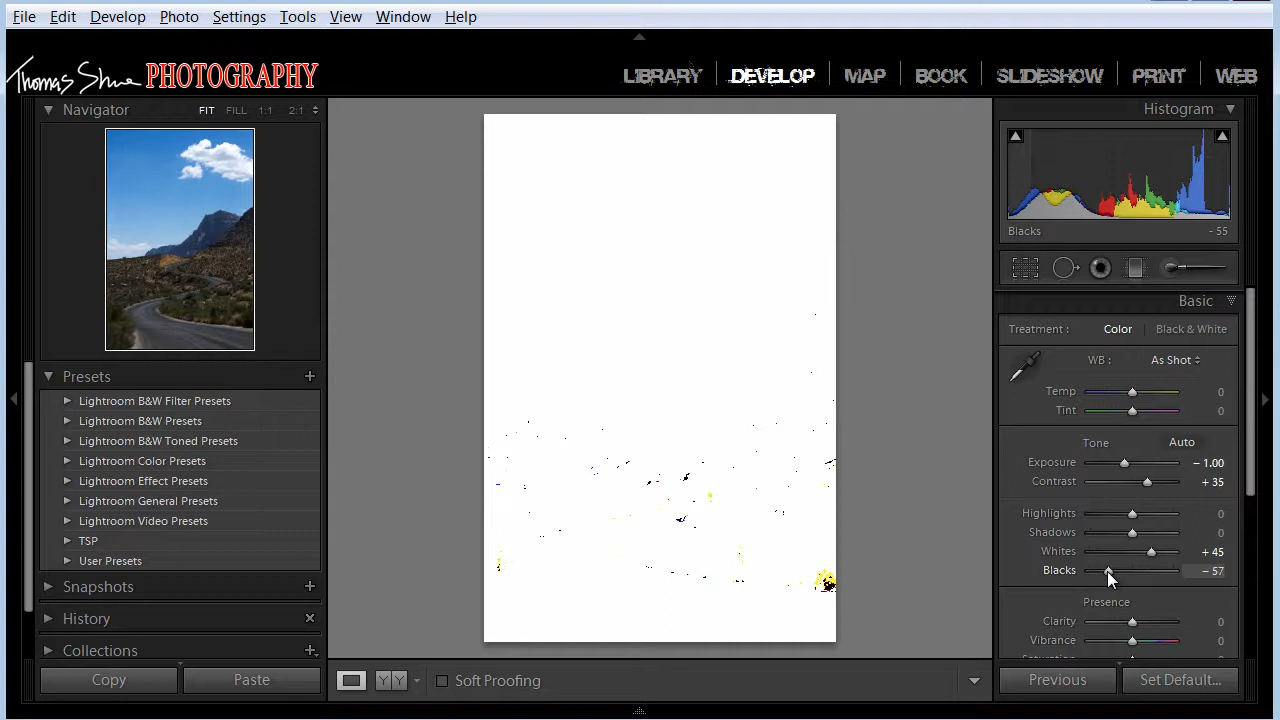 File Edit Develop Photo Settings Tools View Window Help
Thomas Shue PHOTOGRAPHY
LIBRARY DEVELOP MAP BOOK SLIDESHOW PRINT WEB
Navigator FIT FILL 1:1 2:1
Histogram
Blacks - 55
Basic
Treatment : Color Black & White
WB : As Shot
Temp 0
Tint 0
Tone Auto
Exposure - 1.00
Contrast + 35
Highlights 0
Shadows 0
Whites + 45
Blacks - 57
Presence
Clarity 0
Vibrance 0
Presets
Lightroom B&W Filter Presets
Lightroom B&W Presets
Lightroom B&W Toned Presets
Lightroom Color Presets
Lightroom Effect Presets
Lightroom General Presets
Lightroom Video Presets
TSP
User Presets
Snapshots
History
Collections
Copy Paste
Y Y Soft Proofing
Previous Set Default...